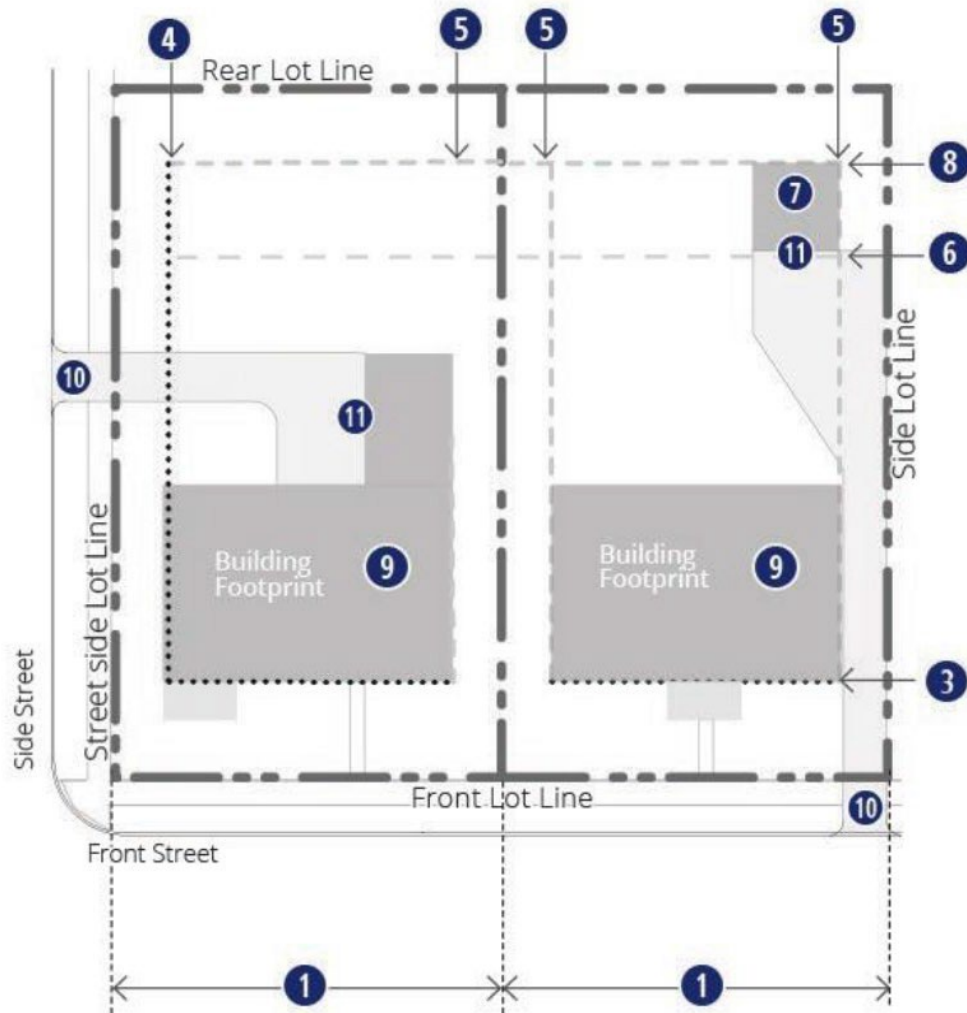 4
5
5
5
Rear Lot Line
8
7
11
6
10
11
Side Lot Line
Building
Footprint
9
Building
Footprint
9
Street side Lot Line
Side Street
3
Front Lot Line
10
Front Street
1
1